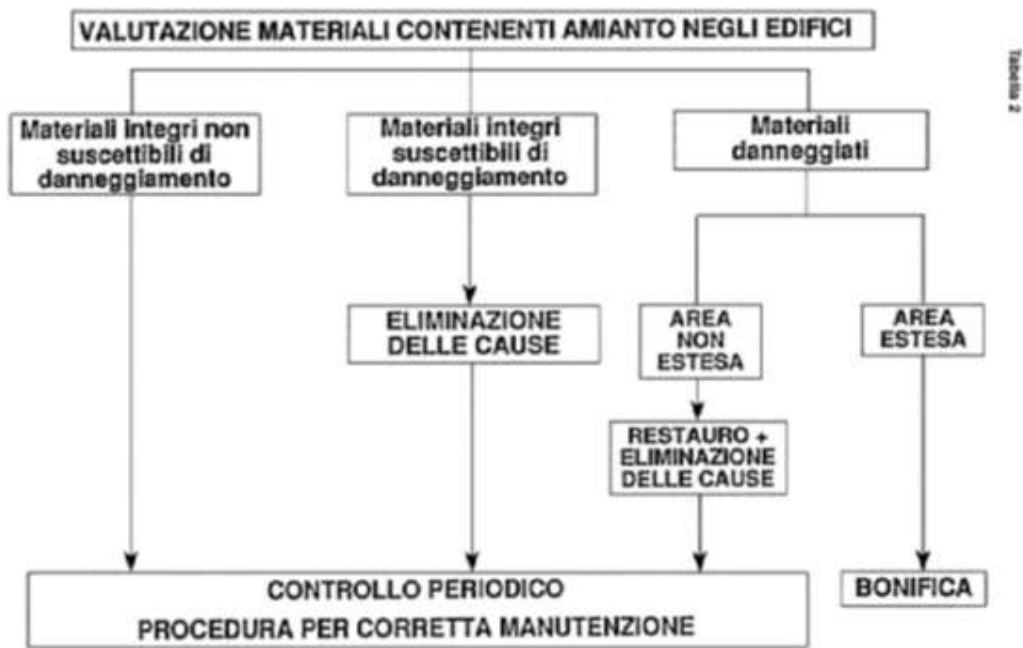 VALUTAZIONE MATERIALI CONTENENTI AMIANTO NEGLI EDIFICI
Tabella 2
Materiali integri non
suscettibili di
danneggiamento
Materiali integri
suscettibili di
danneggiamento
Materiali
danneggiati
ELIMINAZIONE
DELLE CAUSE
AREA
NON
ESTESA
AREA
ESTESA
RESTAURO +
ELIMINAZIONE
DELLE CAUSE
CONTROLLO PERIODICO
PROCEDURA PER CORRETTA MANUTENZIONE
BONIFICA